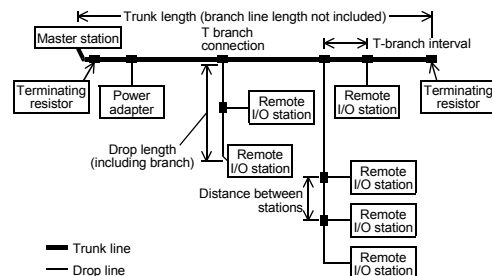 Trunk length (branch line length not included)
Master station
T branch
connection
T-branch interval
Terminating
resistor
Power
adapter
Remote
I/O station
Remote
I/O station
Terminating
resistor
Drop length
(including branch)
Remote
I/O station
Remote
I/O station
Distance between
stations
Remote
I/O station
Trunk line
Drop line
Remote
I/O station